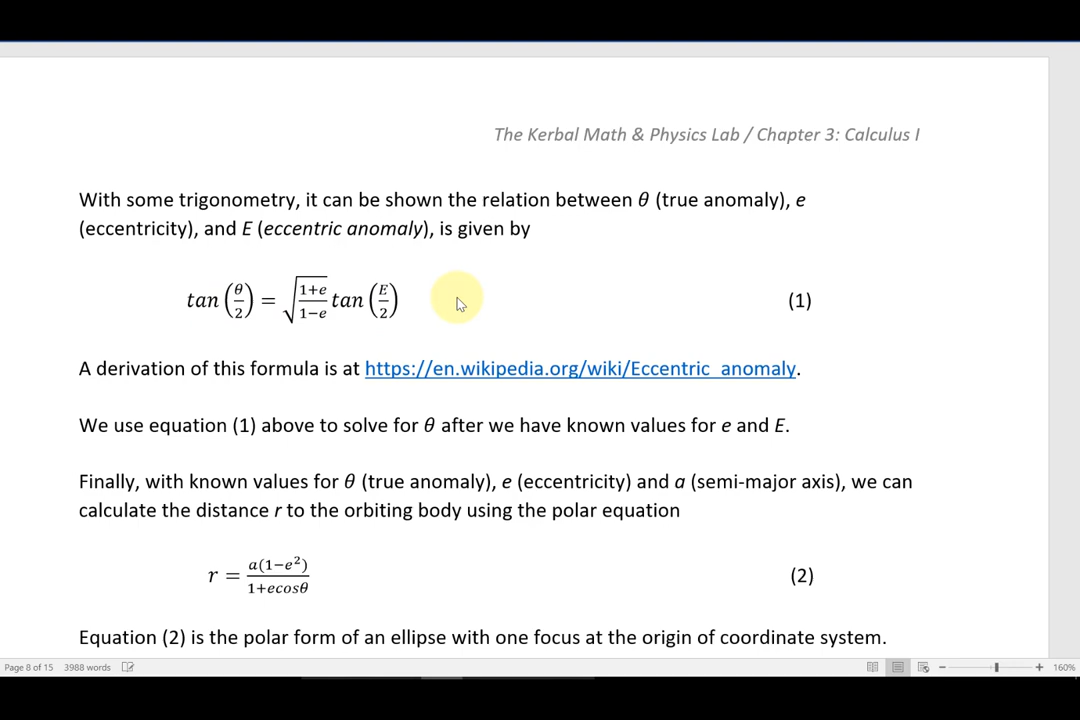 The Kerbal Math & Physics Lab / Chapter 3: Calculus I
With some trigonometry, it can be shown the relation between θ (true anomaly), e
(eccentricity), and E (eccentric anomaly), is given by
tan(θ/2) = √((1+e)/(1−e)) tan(E/2) (1)
A derivation of this formula is at https://en.wikipedia.org/wiki/Eccentric_anomaly.
We use equation (1) above to solve for θ after we have known values for e and E.
Finally, with known values for θ (true anomaly), e (eccentricity) and a (semi-major axis), we can
calculate the distance r to the orbiting body using the polar equation
r = a(1−e²)/(1+ecosθ) (2)
Equation (2) is the polar form of an ellipse with one focus at the origin of coordinate system.
Page 8 of 15 3988 words 160%